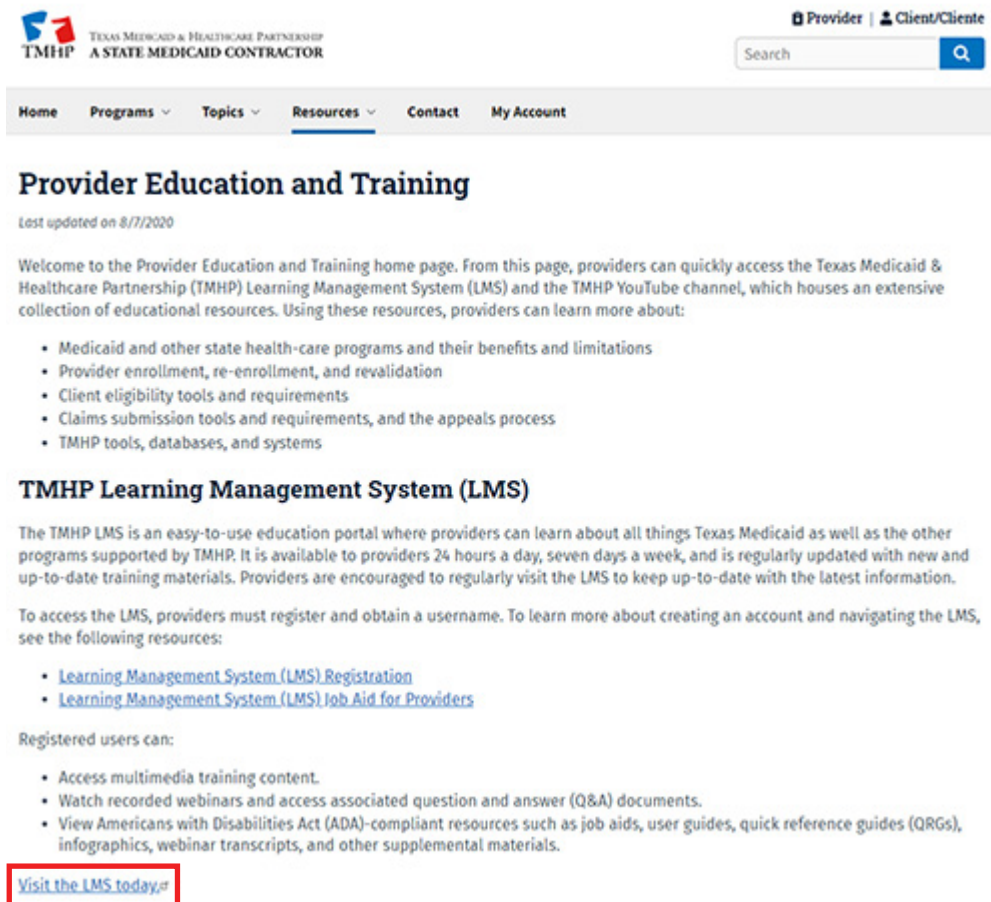 Provider | Client/Cliente
TMHP
TEXAS MEDICAID & HEALTHCARE PARTNERSHIP
A STATE MEDICAID CONTRACTOR
Search
Home Programs Topics Resources Contact My Account
Provider Education and Training
Last updated on 8/7/2020
Welcome to the Provider Education and Training home page. From this page, providers can quickly access the Texas Medicaid &
Healthcare Partnership (TMHP) Learning Management System (LMS) and the TMHP YouTube channel, which houses an extensive
collection of educational resources. Using these resources, providers can learn more about:
• Medicaid and other state health-care programs and their benefits and limitations
• Provider enrollment, re-enrollment, and revalidation
• Client eligibility tools and requirements
• Claims submission tools and requirements, and the appeals process
• TMHP tools, databases, and systems
TMHP Learning Management System (LMS)
The TMHP LMS is an easy-to-use education portal where providers can learn about all things Texas Medicaid as well as the other
programs supported by TMHP. It is available to providers 24 hours a day, seven days a week, and is regularly updated with new and
up-to-date training materials. Providers are encouraged to regularly visit the LMS to keep up-to-date with the latest information.
To access the LMS, providers must register and obtain a username. To learn more about creating an account and navigating the LMS,
see the following resources:
• Learning Management System (LMS) Registration
• Learning Management System (LMS) Job Aid for Providers
Registered users can:
• Access multimedia training content.
• Watch recorded webinars and access associated question and answer (Q&A) documents.
• View Americans with Disabilities Act (ADA)-compliant resources such as job aids, user guides, quick reference guides (QRGs),
infographics, webinar transcripts, and other supplemental materials.
Visit the LMS today.